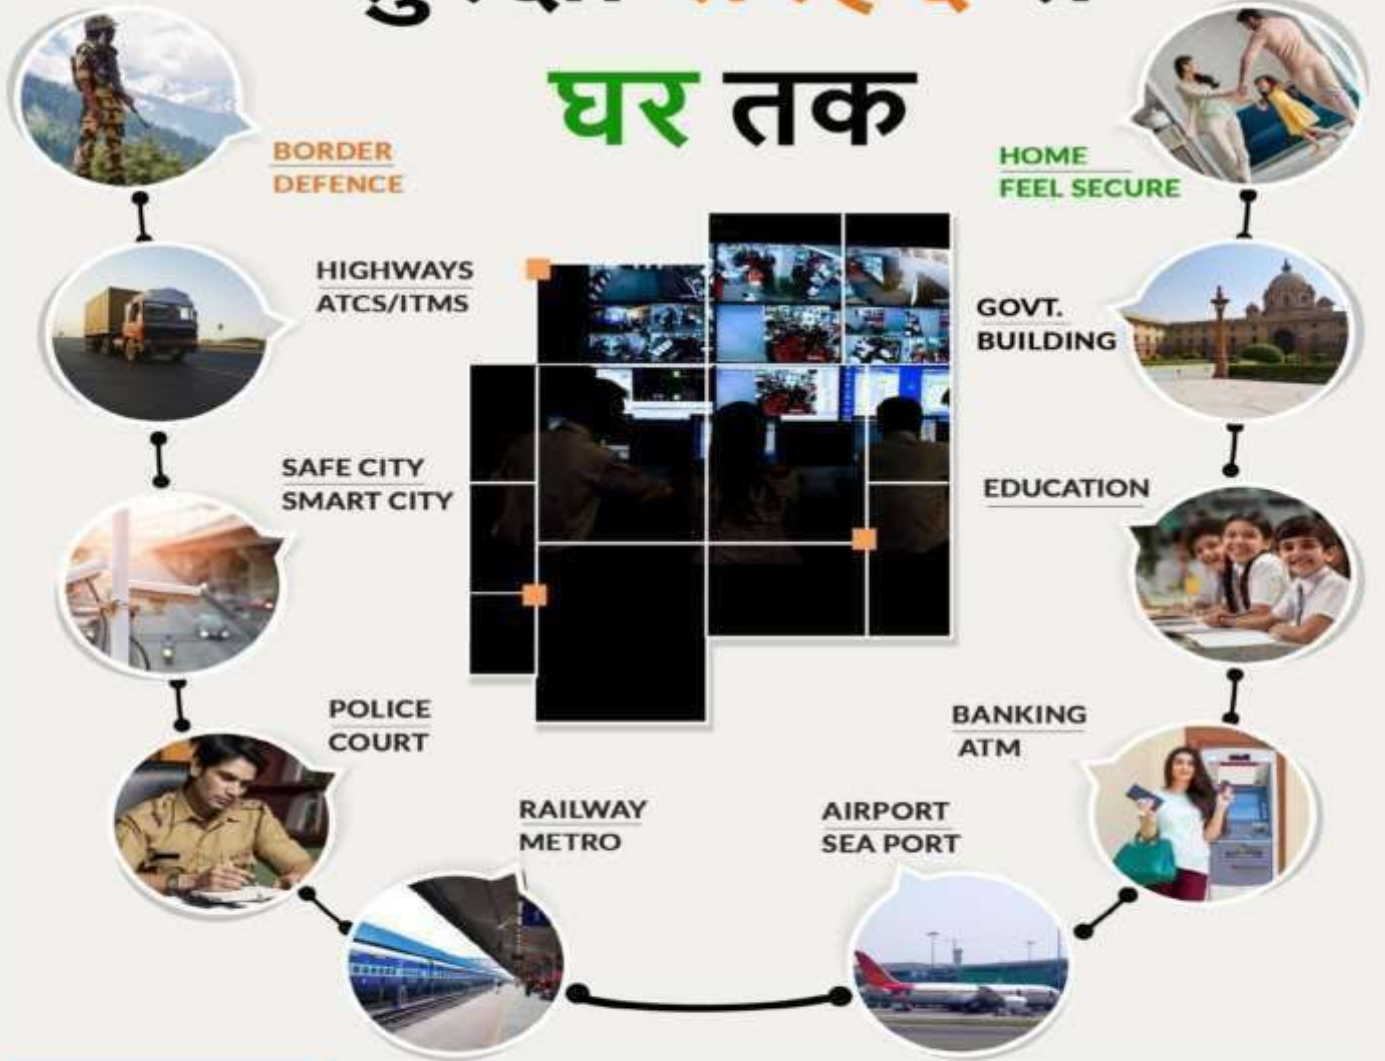 घर तक
BORDER
DEFENCE
HOME
FEEL SECURE
HIGHWAYS
ATCS/ITMS
GOVT.
BUILDING
SAFE CITY
SMART CITY
EDUCATION
POLICE
COURT
BANKING
ATM
RAILWAY
METRO
AIRPORT
SEA PORT